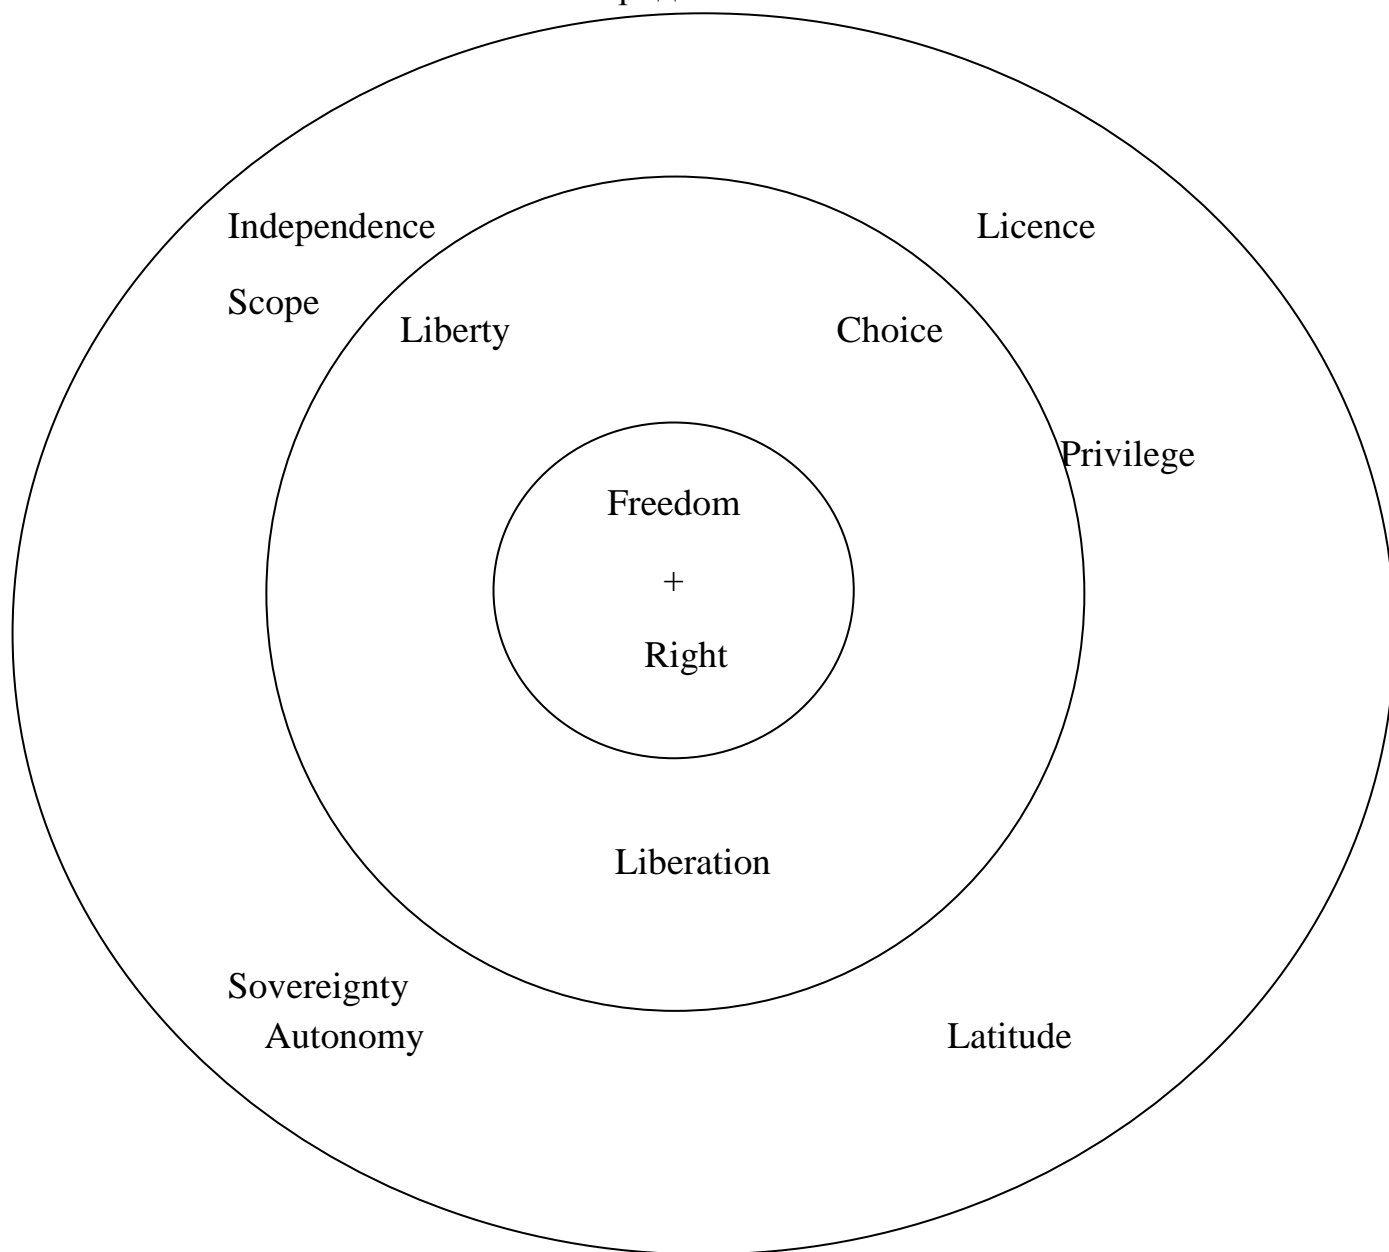 Independence
Licence
Scope
Liberty
Choice
Privilege
Freedom
+
Right
Liberation
Sovereignty
Autonomy
Latitude